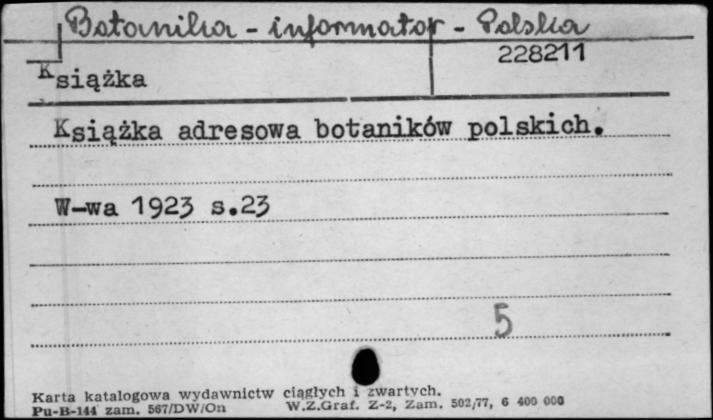 Botanika - informator - Polska
228211
Książka
Książka adresowa botaników polskich.
W-wa 1923 s.23
5
Karta katalogowa wydawnictw ciągłych i zwartych.
Pu-B-144 zam. 567/DW/On W.Z.Graf. Z-2, Zam. 502/77, 6 400 000